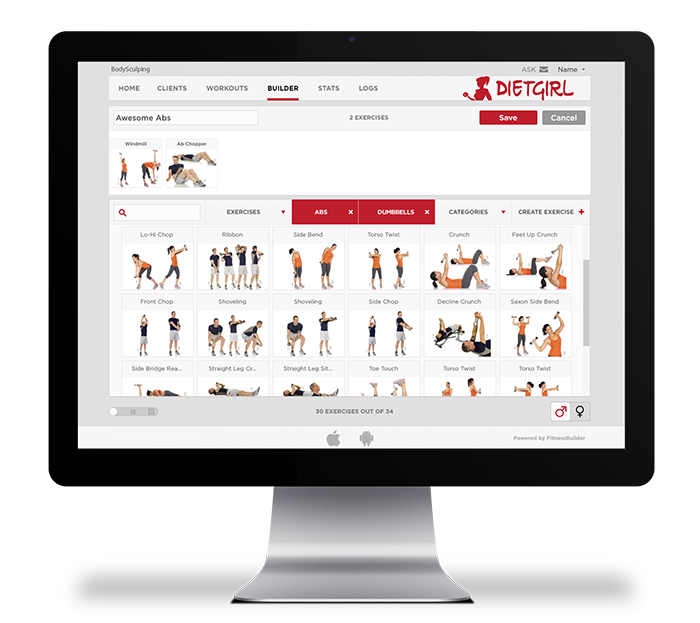 BodySculping
ASK Name
HOME CLIENTS WORKOUTS BUILDER STATS LOGS
DIETGIRL
Awesome Abs
2 EXERCISES
Save Cancel
Windmill Ab Chopper
EXERCISES ABS × DUMBBELLS × CATEGORIES CREATE EXERCISE +
Lo-Hi Chop Ribbon Side Bend Torso Twist Crunch Feet Up Crunch
Front Chop Shoveling Shoveling Side Chop Decline Crunch Saxon Side Bend
Side Bridge Rea... Straight Leg Cr... Straight Leg Sit... Toe Touch Torso Twist Torso Twist
30 EXERCISES OUT OF 34
Powered by FitnessBuilder